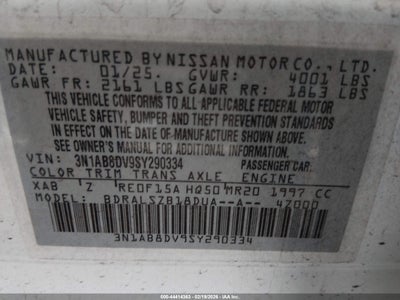 MANUFACTURED BY NISSAN MOTOR CO., LTD.
DATE: 01/25. GVWR: 4001 LBS
GAWR FR: 2161 LBS GAWR RR: 1863 LBS
THIS VEHICLE CONFORMS TO ALL APPLICABLE FEDERAL MOTOR
VEHICLE SAFETY, BUMPER AND THEFT PREVENTION STANDARDS
IN EFFECT ON THE DATE OF MANUFACTURE SHOWN ABOVE.
SEE OWNER'S MANUAL FOR ADDITIONAL INFORMATION.
VIN: 3N1AB8DV9SY290334 PASSENGER CAR
COLOR TRIM TRANS AXLE ENGINE
XAB Z RE0F15A HQ50 MR20 1997 CC
MODEL: BDRALSZB18DUA--A-- 47000
3N1AB8DV9SY290334
600-44414363 | 02/19/2026 | COPYRIGHT © IAA